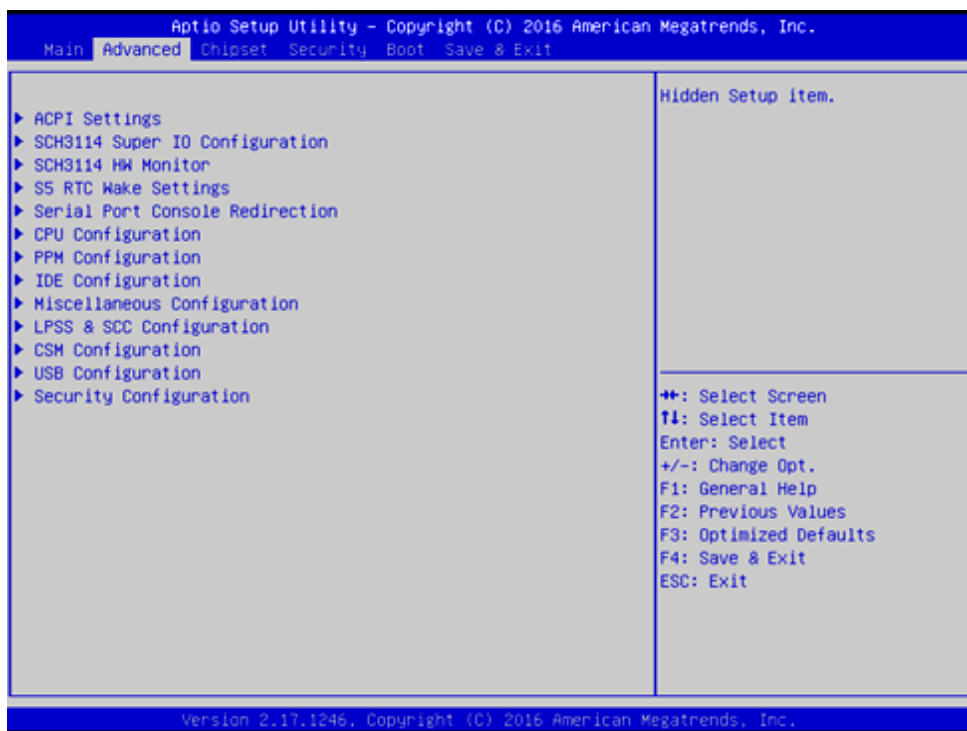 Aptio Setup Utility – Copyright (C) 2016 American Megatrends, Inc.
Main Advanced Chipset Security Boot Save & Exit
Hidden Setup item.
▶ ACPI Settings
▶ SCH3114 Super IO Configuration
▶ SCH3114 HW Monitor
▶ S5 RTC Wake Settings
▶ Serial Port Console Redirection
▶ CPU Configuration
▶ PPM Configuration
▶ IDE Configuration
▶ Miscellaneous Configuration
▶ LPSS & SCC Configuration
▶ CSM Configuration
▶ USB Configuration
▶ Security Configuration
→←: Select Screen
↑↓: Select Item
Enter: Select
+/-: Change Opt.
F1: General Help
F2: Previous Values
F3: Optimized Defaults
F4: Save & Exit
ESC: Exit
Version 2.17.1246. Copyright (C) 2016 American Megatrends, Inc.